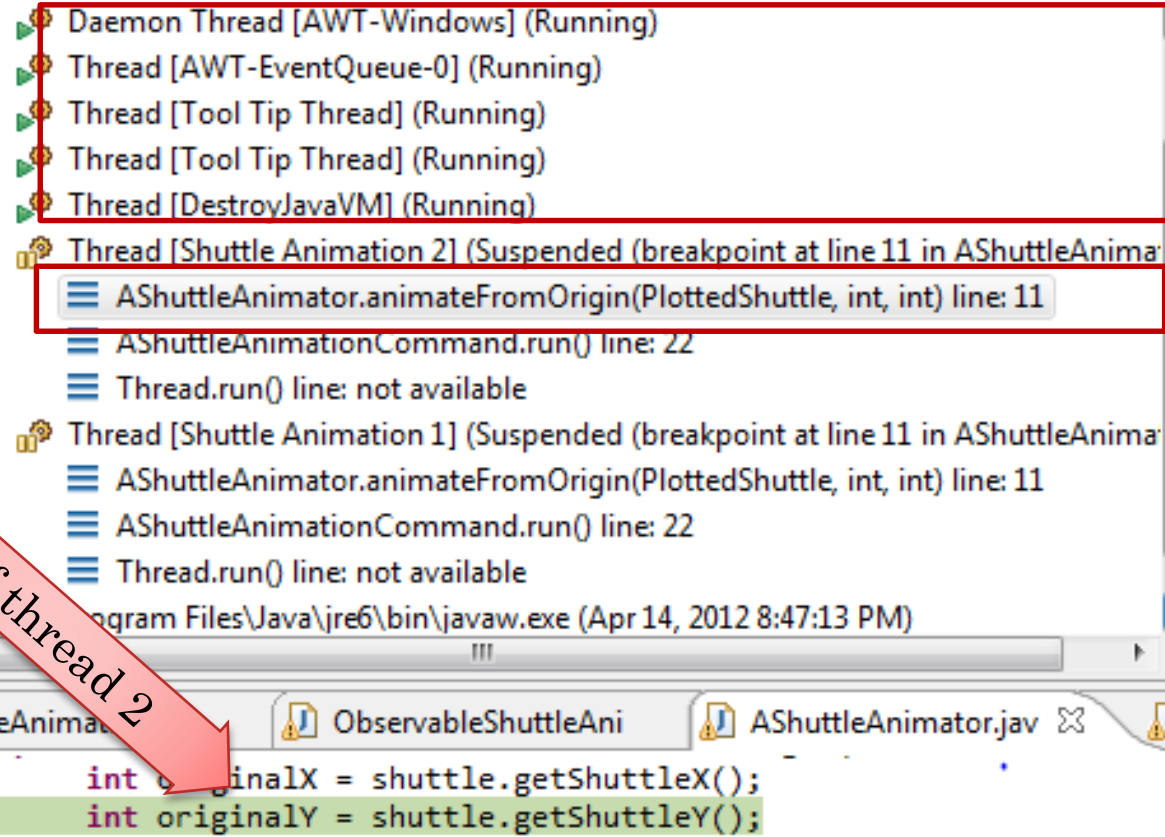 Daemon Thread [AWT-Windows] (Running)
Thread [AWT-EventQueue-0] (Running)
Thread [Tool Tip Thread] (Running)
Thread [Tool Tip Thread] (Running)
Thread [DestroyJavaVM] (Running)
Thread [Shuttle Animation 2] (Suspended (breakpoint at line 11 in AShuttleAnima
AShuttleAnimator.animateFromOrigin(PlottedShuttle, int, int) line: 11
AShuttleAnimationCommand.run() line: 22
Thread.run() line: not available
Thread [Shuttle Animation 1] (Suspended (breakpoint at line 11 in AShuttleAnima
AShuttleAnimator.animateFromOrigin(PlottedShuttle, int, int) line: 11
AShuttleAnimationCommand.run() line: 22
Thread.run() line: not available
ogram Files\Java\jre6\bin\javaw.exe (Apr 14, 2012 8:47:13 PM)
thread 2
eAnimat ObservableShuttleAni AShuttleAnimator.jav
int o inalX = shuttle.getShuttleX();
int originalY = shuttle.getShuttleY();